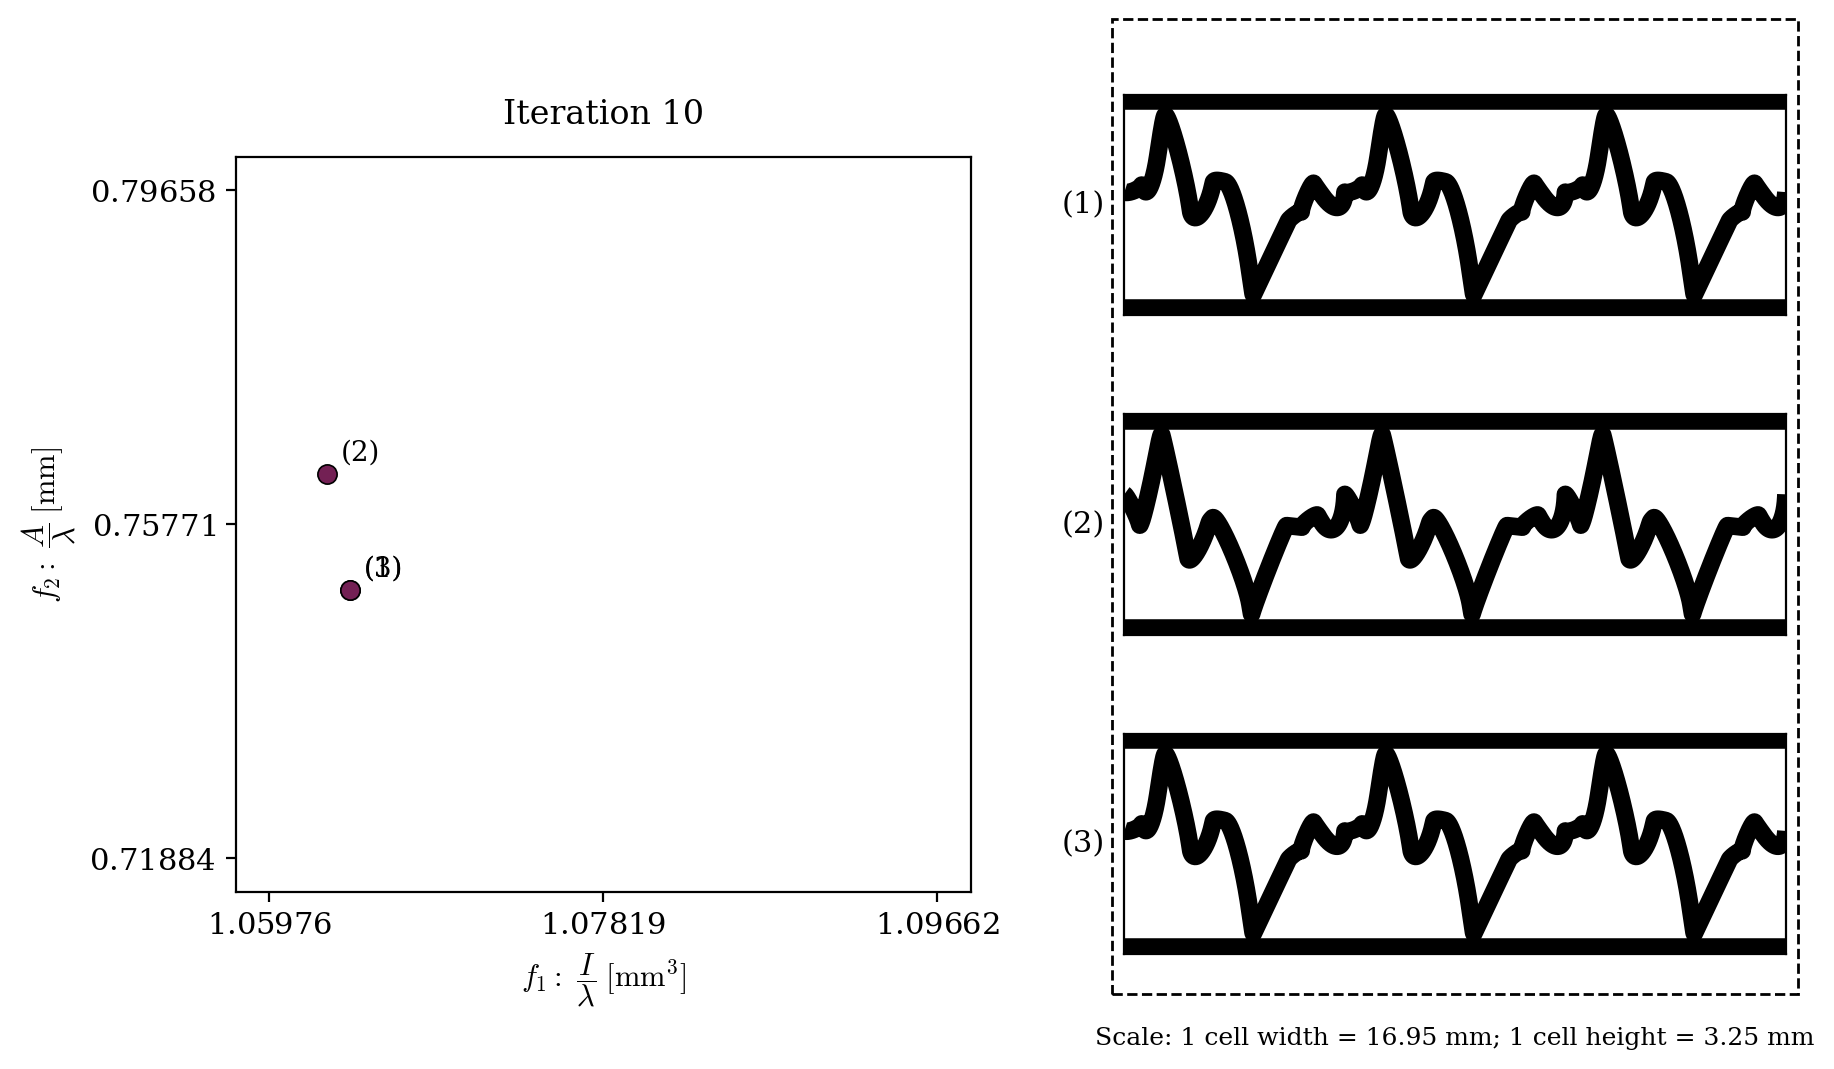 Iteration 10
0.79658
0.75771
0.71884
f₂ : A/λ [mm]
(2)
(1)
(3)
1.05976 1.07819 1.09662
f₁ : I/λ [mm³]
(1)
(2)
(3)
Scale: 1 cell width = 16.95 mm; 1 cell height = 3.25 mm